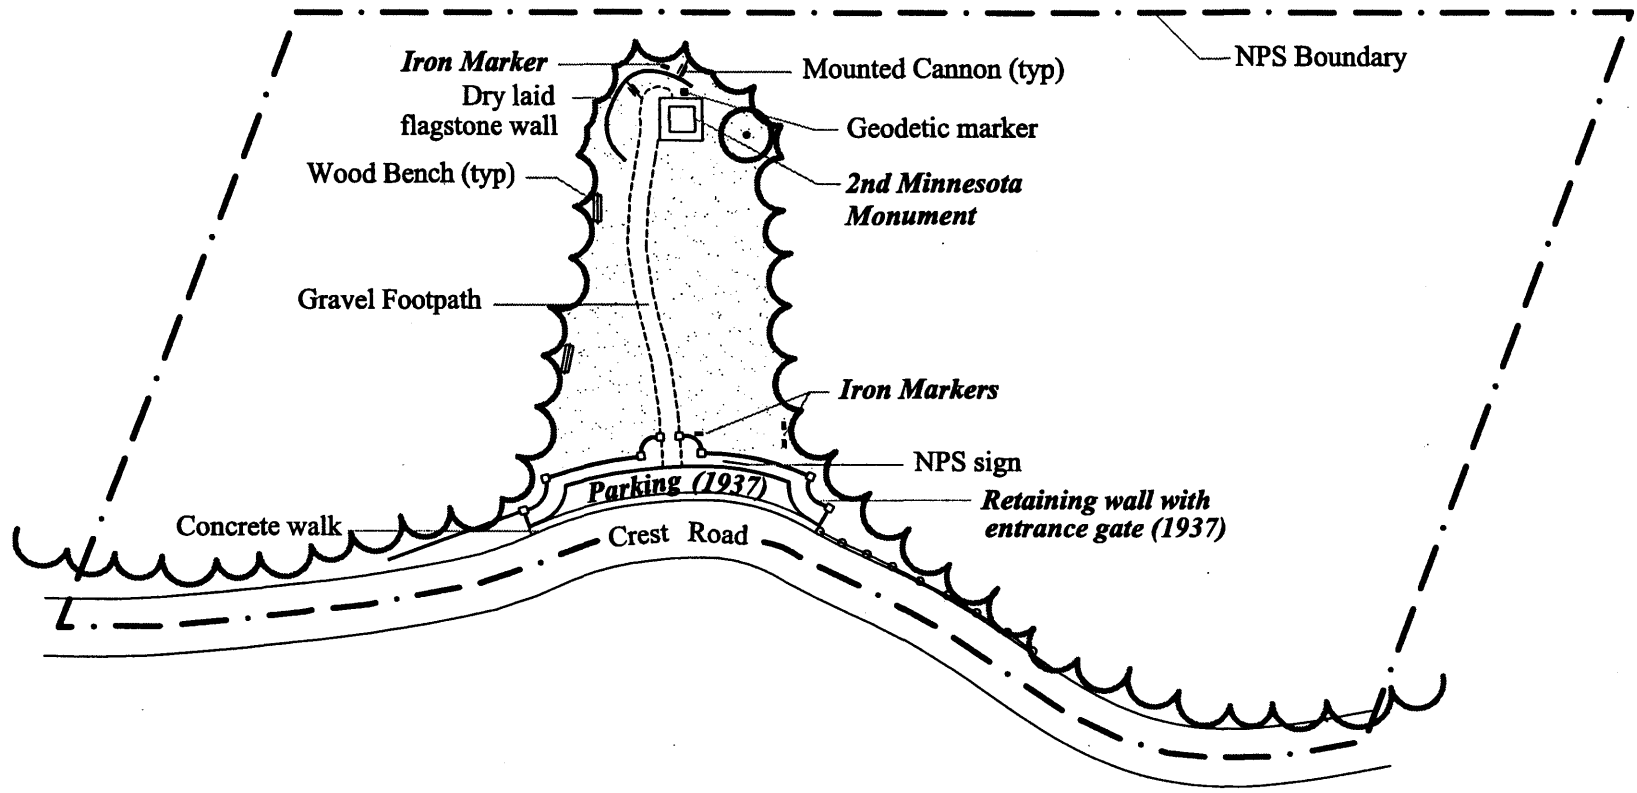 NPS Boundary
Iron Marker
Mounted Cannon (typ)
Dry laid
flagstone wall
Geodetic marker
Wood Bench (typ)
2nd Minnesota
Monument
Gravel Footpath
Iron Markers
NPS sign
Parking (1937)
Retaining wall with
entrance gate (1937)
Concrete walk
Crest Road